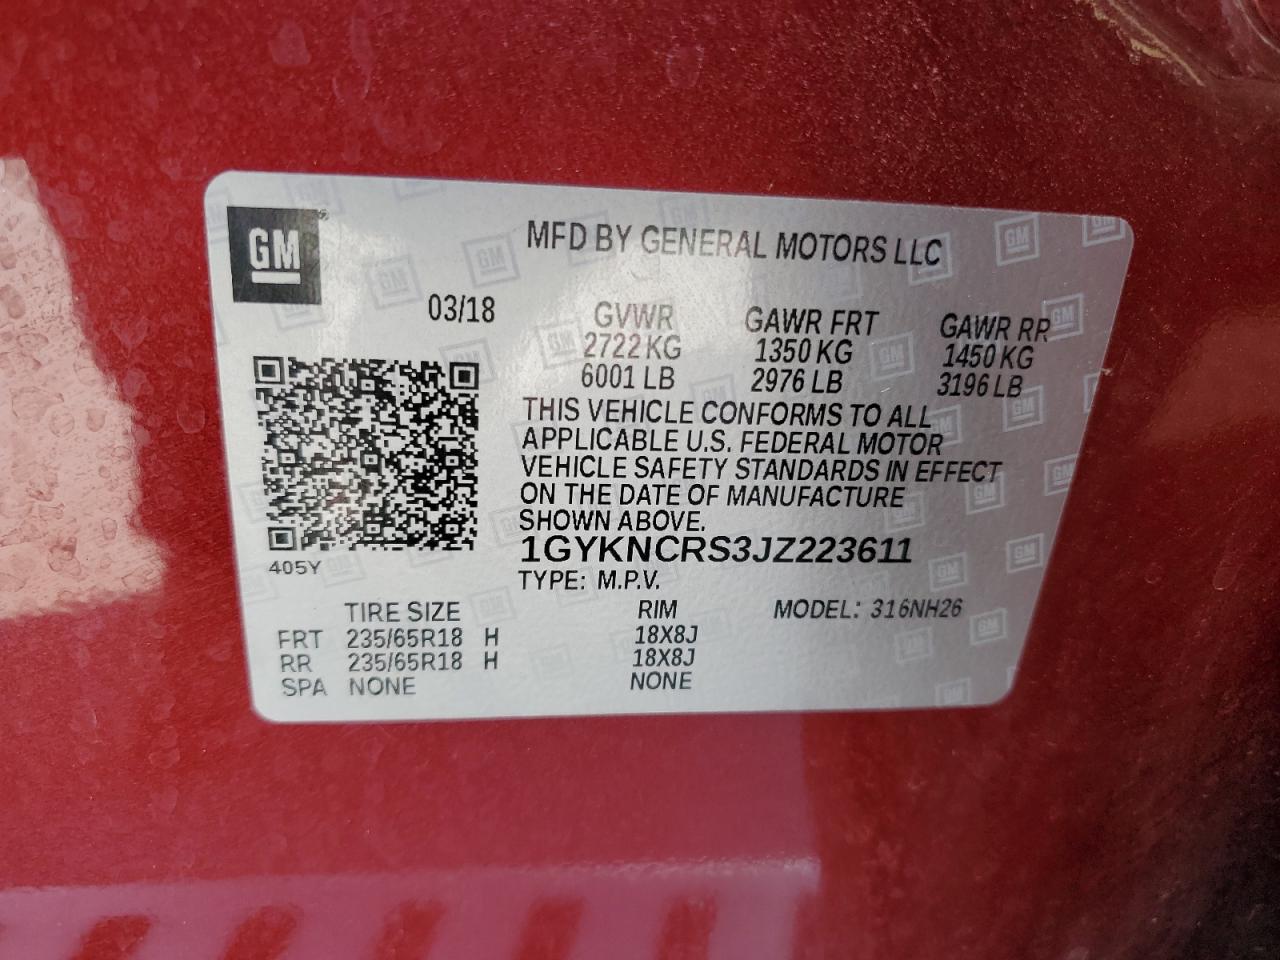 GM
MFD BY GENERAL MOTORS LLC
03/18
GVWR GAWR FRT GAWR RR
2722 KG 1350 KG 1450 KG
6001 LB 2976 LB 3196 LB
THIS VEHICLE CONFORMS TO ALL
APPLICABLE U.S. FEDERAL MOTOR
VEHICLE SAFETY STANDARDS IN EFFECT
ON THE DATE OF MANUFACTURE
SHOWN ABOVE.
1GYKNCRS3JZ223611
405Y
TYPE: M.P.V.
TIRE SIZE RIM MODEL: 316NH26
FRT 235/65R18 H 18X8J
RR 235/65R18 H 18X8J
SPA NONE NONE